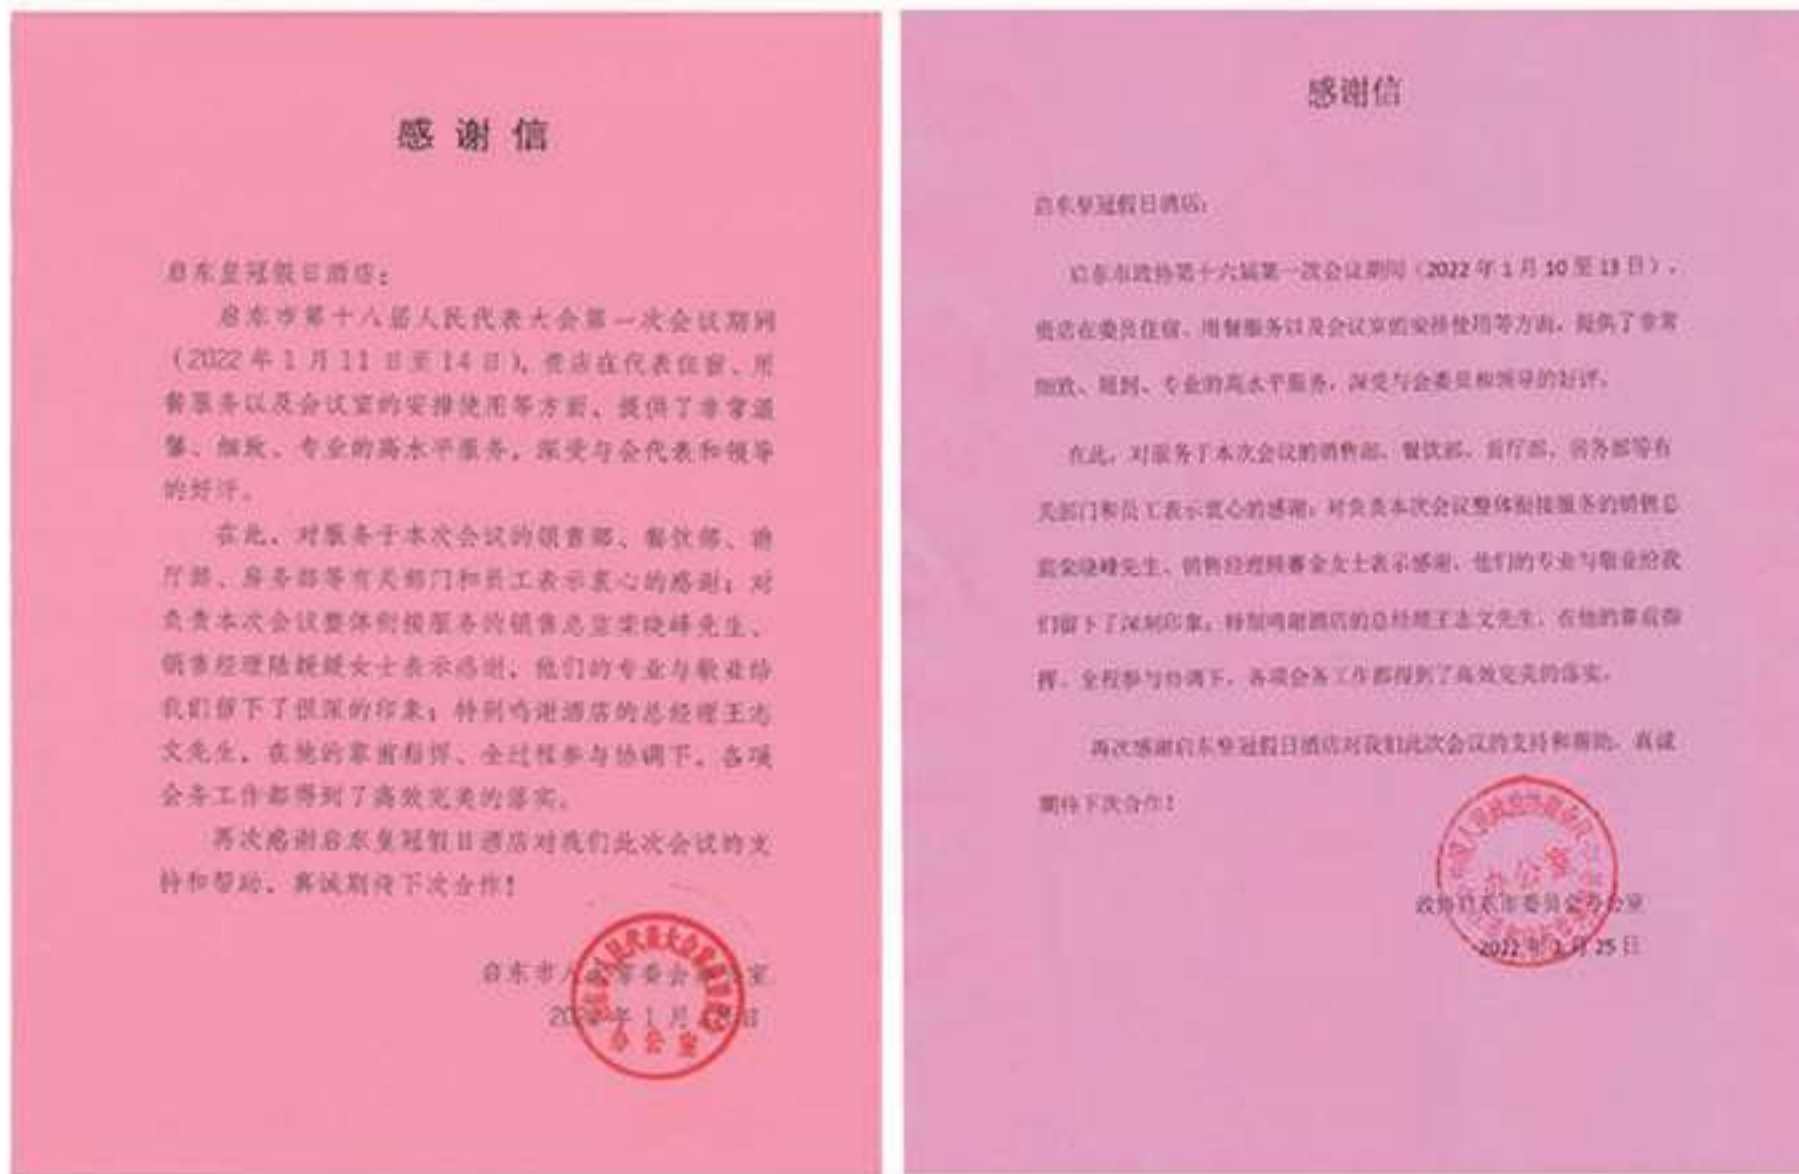 感谢信
启东皇冠假日酒店：
启东市第十八届人民代表大会第一次会议期间
（2022年1月11日至14日），贵店在代表住宿、用
餐服务以及会议室的安排使用等方面，提供了非常温
馨、细致、专业的高水平服务，深受与会代表和领导
的好评。
在此，对服务于本次会议的销售部、餐饮部、前
厅部、房务部等有关部门和员工表示衷心的感谢；对
负责本次会议整体衔接服务的销售总监荣晓峰先生、
销售经理陆媛媛女士表示感谢，他们的专业与敬业给
我们留下了很深的印象；特别鸣谢酒店的总经理王志
文先生，在他的幕前指挥、全过程参与协调下，各项
会务工作都得到了高效完美的落实。
再次感谢启东皇冠假日酒店对我们此次会议的支
持和帮助，真诚期待下次合作！
启东市人 常委会 室
年1月 日
办公室
感谢信
启东皇冠假日酒店：
启东市政协第十六届第一次会议期间（2022年1月10至13日），
贵店在委员住宿、用餐服务以及会议室的安排使用等方面，提供了非常
细致、周到、专业的高水平服务，深受与会委员和领导的好评。
在此，对服务于本次会议的销售部、餐饮部、前厅部、房务部等有
关部门和员工表示衷心的感谢；对负责本次会议整体衔接服务的销售总
监荣晓峰先生、销售经理顾 金女士表示感谢，他们的专业与敬业给我
们留下了深刻印象；特别鸣谢酒店的总经理王志文先生，在他的幕后指
挥、全程参与协调下，各项会务工作都得到了高效完美的落实。
再次感谢启东皇冠假日酒店对我们此次会议的支持和帮助，真诚
期待下次合作！
办公室
政协启东市委员会办公室
2022年 月25日